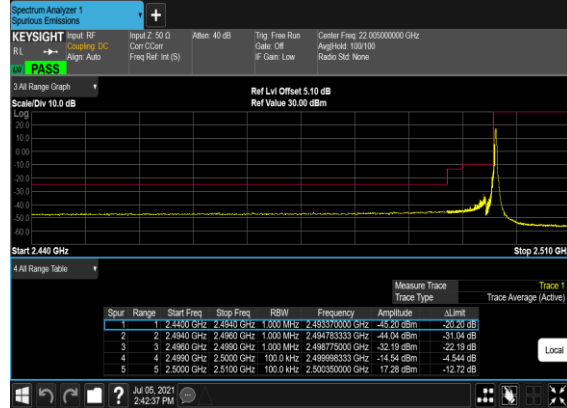 Spectrum Analyzer 1
Spurious Emissions
+
KEYSIGHT Input: RF Input Z: 50 Ω Atten: 40 dB Trig: Free Run Center Freq: 22.005000000 GHz
RL Coupling: DC Corr CCorr Gate: Off Avg|Hold: 100/100
Align: Auto Freq Ref: Int (S) IF Gain: Low Radio Std: None
PASS
3 All Range Graph Ref Lvl Offset 5.10 dB
Scale/Div 10.0 dB Ref Value 30.00 dBm
Log
20.0
10.0
0.00
-10.0
-20.0
-30.0
-40.0
-50.0
-60.0
Start 2.440 GHz Stop 2.510 GH
4 All Range Table
Measure Trace Trace 1
Trace Type Trace Average (Active)
Spur Range Start Freq Stop Freq RBW Frequency Amplitude ΔLimit
1 1 2.4400 GHz 2.4940 GHz 1.000 MHz 2.493370000 GHz -45.20 dBm -20.20 dB
2 2 2.4940 GHz 2.4960 GHz 1.000 MHz 2.494783333 GHz -44.04 dBm -31.04 dB
3 3 2.4960 GHz 2.4990 GHz 1.000 MHz 2.498775000 GHz -32.19 dBm -22.19 dB
4 4 2.4990 GHz 2.5000 GHz 100.0 kHz 2.499998333 GHz -14.54 dBm -4.544 dB
5 5 2.5000 GHz 2.5100 GHz 100.0 kHz 2.500350000 GHz 17.28 dBm -12.72 dB
Local
?
Jul 05, 2021
2:42:37 PM